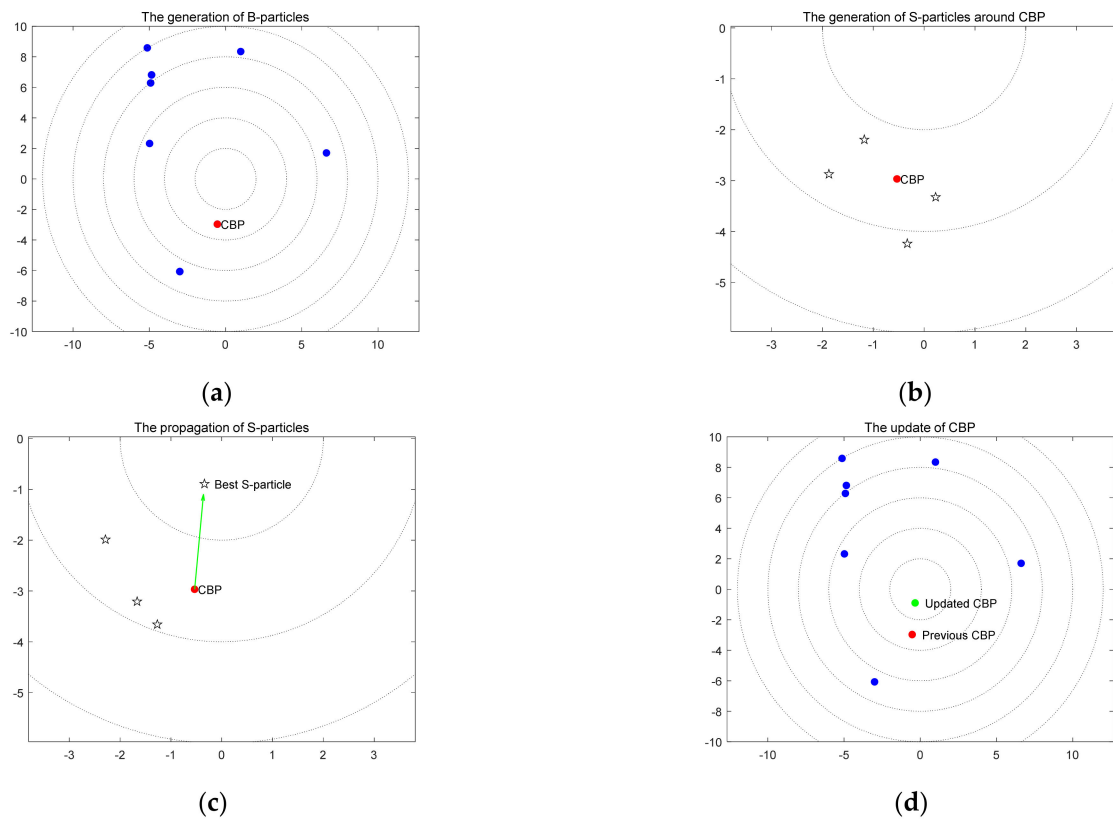 The generation of B-particles
10
8
6
4
2
0
-2
-4
-6
-8
-10
CBP
-10 -5 0 5 10
(a)
The generation of S-particles around CBP
0
-1
-2
-3
-4
-5
CBP
-3 -2 -1 0 1 2 3
(b)
The propagation of S-particles
0
-1
-2
-3
-4
-5
Best S-particle
CBP
-3 -2 -1 0 1 2 3
(c)
The update of CBP
10
8
6
4
2
0
-2
-4
-6
-8
-10
Updated CBP
Previous CBP
-10 -5 0 5 10
(d)